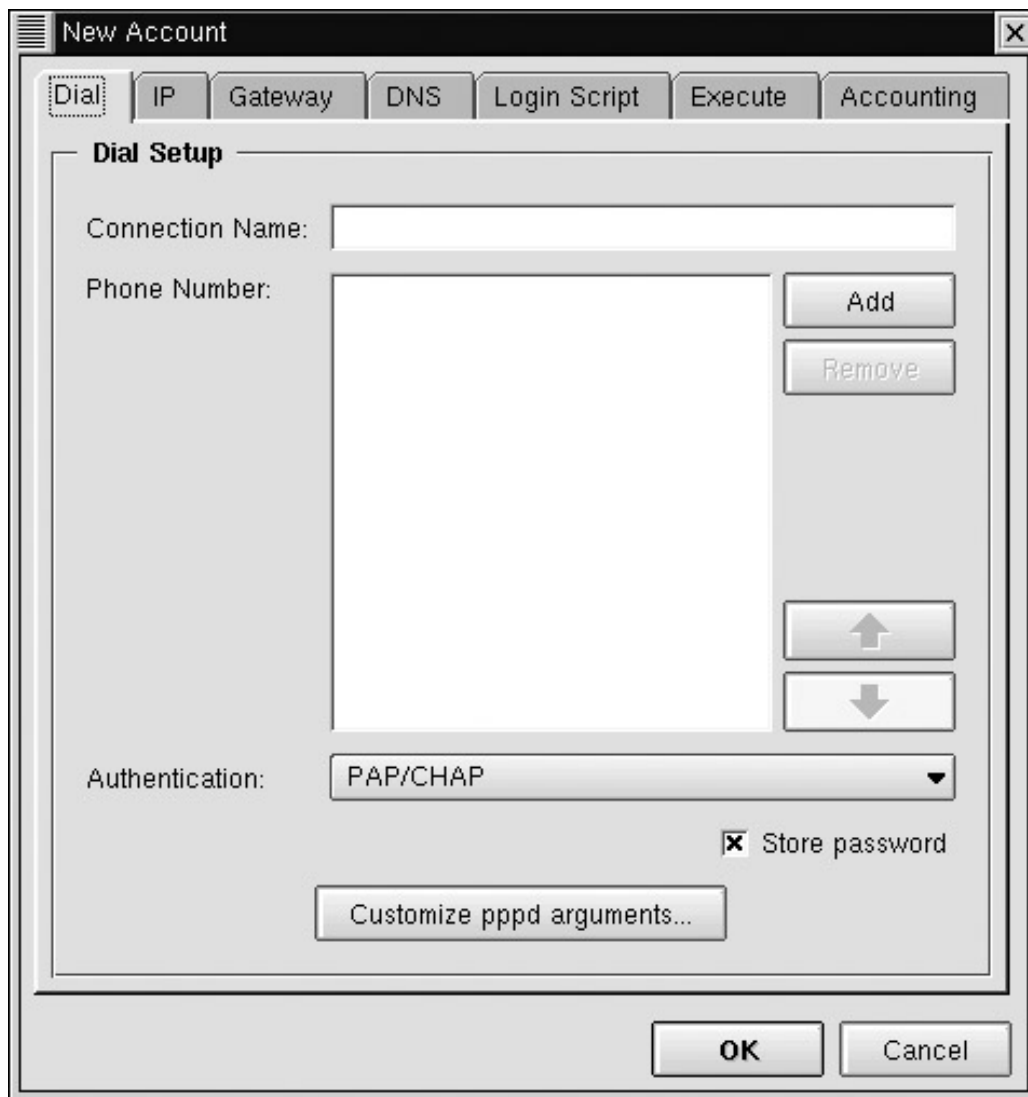 New Account
Dial IP Gateway DNS Login Script Execute Accounting
Dial Setup
Connection Name:
Phone Number:
Add
Remove
Authentication: PAP/CHAP
Store password
Customize pppd arguments...
OK Cancel